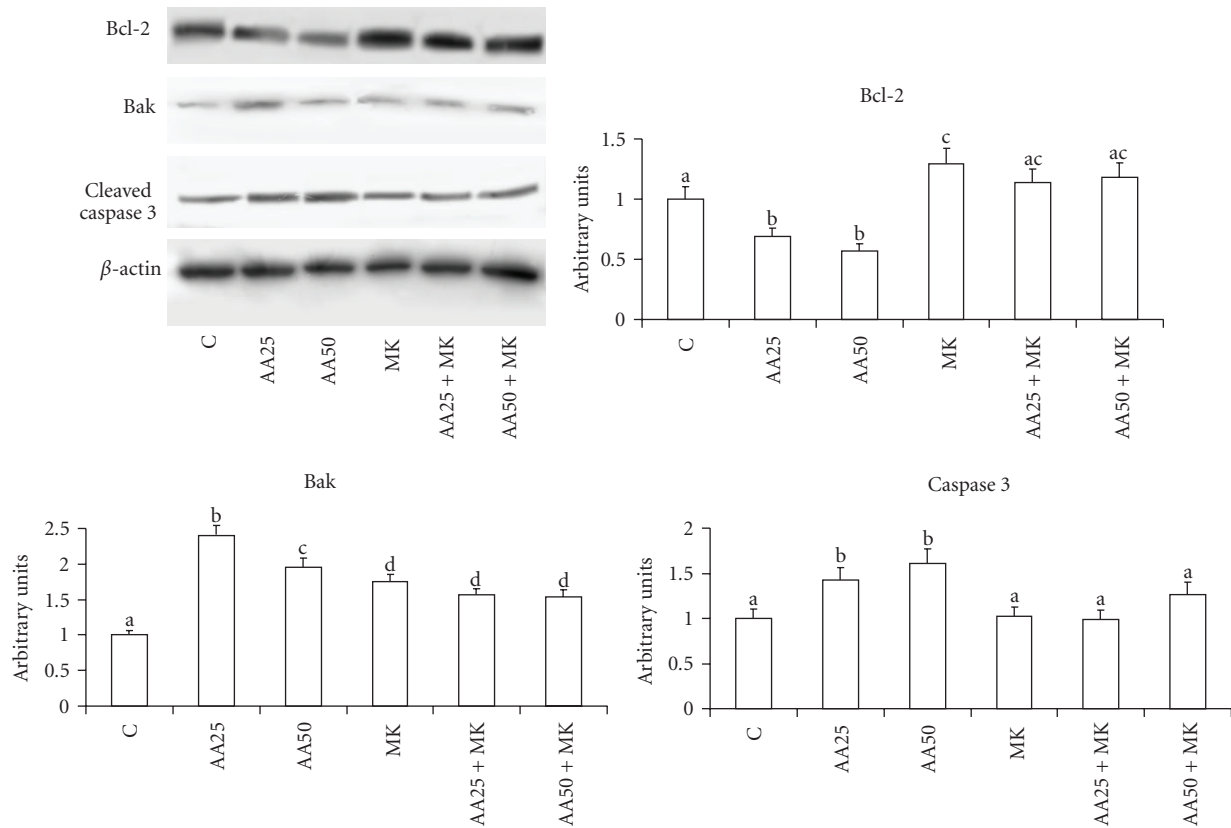 Bcl-2
Bak
Cleaved
caspase 3
β-actin
C
AA25
AA50
MK
AA25 + MK
AA50 + MK
Bcl-2
Arbitrary units
1.5
1
0.5
0
a
b
b
c
ac
ac
C
AA25
AA50
MK
AA25 + MK
AA50 + MK
Bak
Arbitrary units
2.5
2
1.5
1
0.5
0
a
b
c
d
d
d
C
AA25
AA50
MK
AA25 + MK
AA50 + MK
Caspase 3
Arbitrary units
2
1.5
1
0.5
0
a
b
b
a
a
a
C
AA25
AA50
MK
AA25 + MK
AA50 + MK